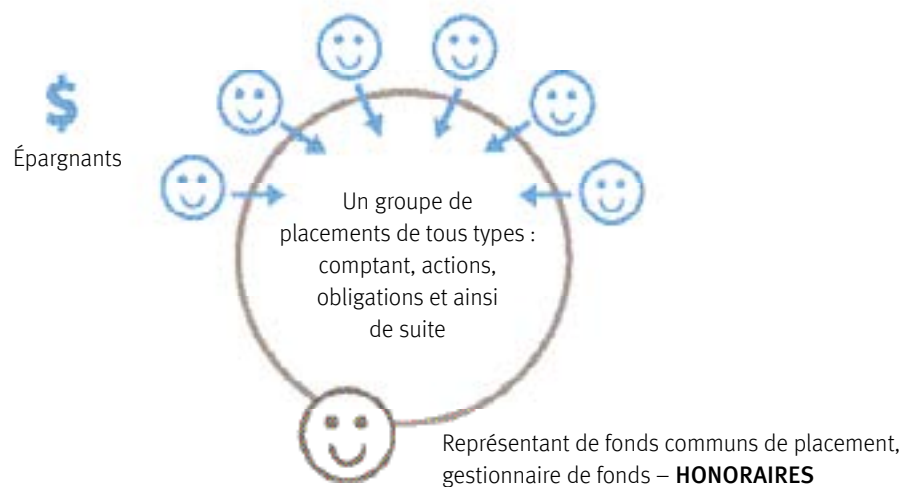 $
Épargnants
Un groupe de
placements de tous types :
comptant, actions,
obligations et ainsi
de suite
Représentant de fonds communs de placement,
gestionnaire de fonds – HONORAIRES